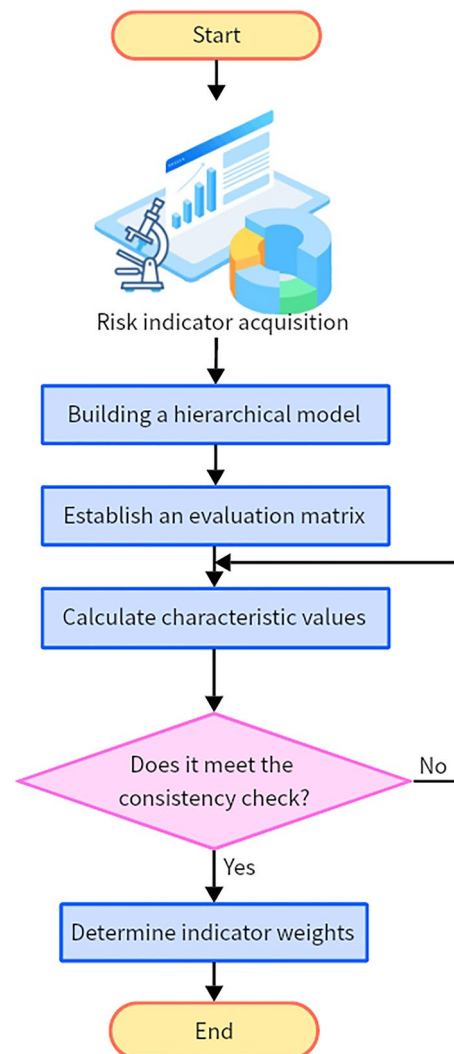 Start
Risk indicator acquisition
Building a hierarchical model
Establish an evaluation matrix
Calculate characteristic values
Does it meet the
consistency check?
No
Yes
Determine indicator weights
End